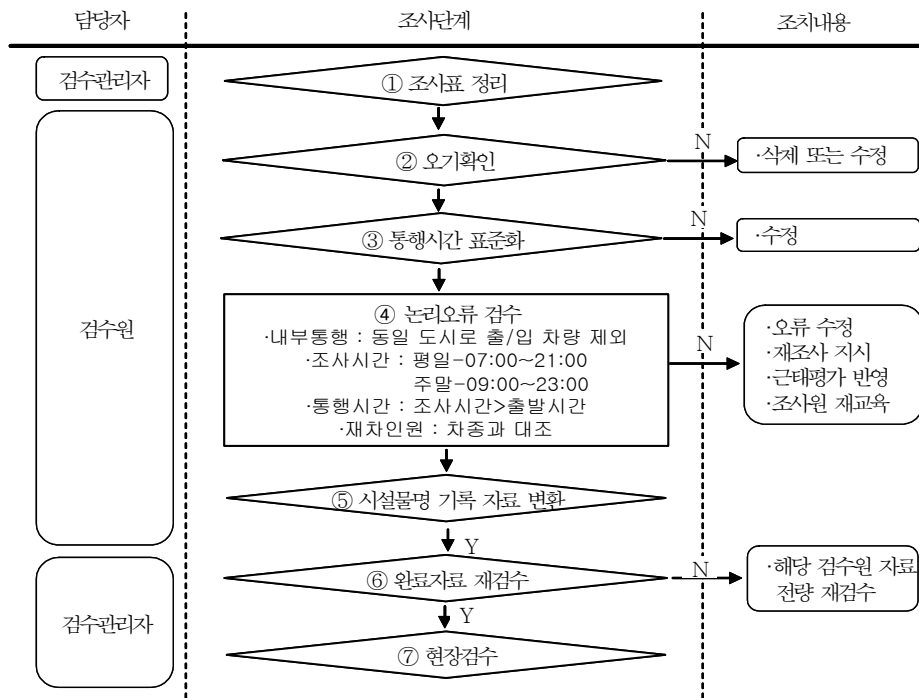 담당자 조사단계 조치내용
검수관리자
① 조사표 정리
② 오기확인
N
·삭제 또는 수정
③ 통행시간 표준화
N
·수정
검수원
④ 논리오류 검수
·내부통행 : 동일 도시로 출/입 차량 제외
·조사시간 : 평일-07:00~21:00
주말-09:00~23:00
·통행시간 : 조사시간>출발시간
·재차인원 : 차종과 대조
N
·오류 수정
·재조사 지시
·근태평가 반영
·조사원 재교육
⑤ 시설물명 기록 자료 변환
Y
검수관리자
⑥ 완료자료 재검수
N
·해당 검수원 자료
전량 재검수
Y
⑦ 현장검수